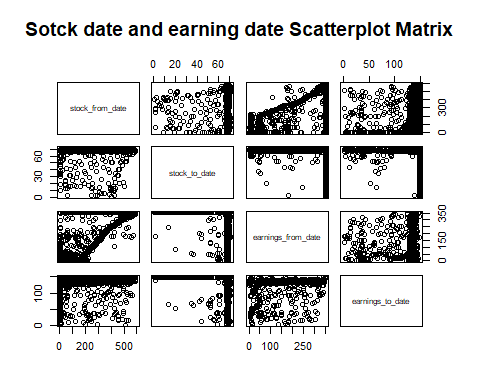 Sotck date and earning date Scatterplot Matrix
0 20 40 60 0 50 100
stock_from_date
0 100 300
0 30 60
stock_to_date
earnings_from_date
0 150 350
0 100
earnings_to_date
0 200 500 0 100 250